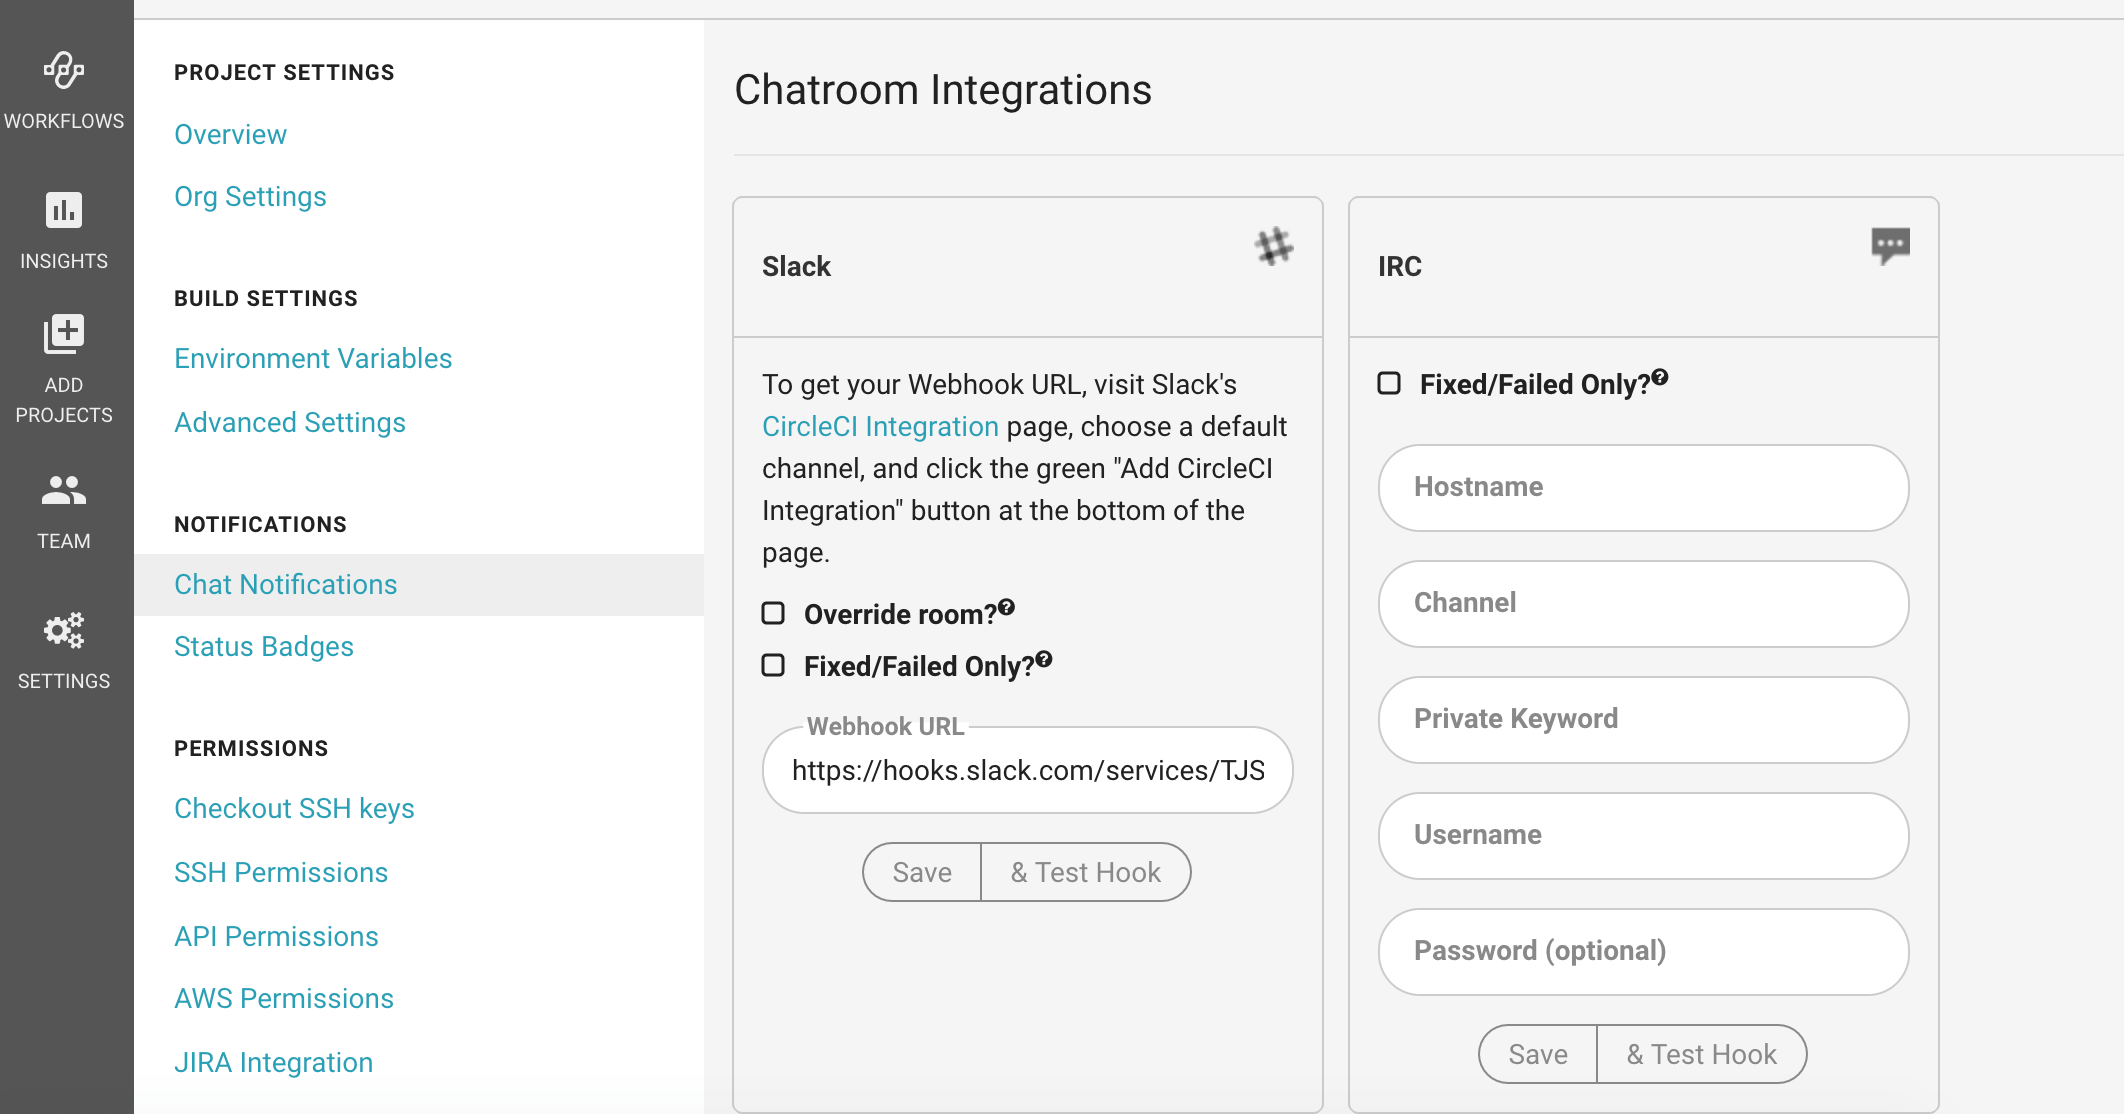 WORKFLOWS
INSIGHTS
ADD
PROJECTS
TEAM
SETTINGS
PROJECT SETTINGS
Overview
Org Settings
BUILD SETTINGS
Environment Variables
Advanced Settings
NOTIFICATIONS
Chat Notifications
Status Badges
PERMISSIONS
Checkout SSH keys
SSH Permissions
API Permissions
AWS Permissions
JIRA Integration
Chatroom Integrations
Slack
To get your Webhook URL, visit Slack's
CircleCI Integration page, choose a default
channel, and click the green "Add CircleCI
Integration" button at the bottom of the
page.
Override room?
Fixed/Failed Only?
Webhook URL
https://hooks.slack.com/services/TJS
Save & Test Hook
IRC
Fixed/Failed Only?
Hostname
Channel
Private Keyword
Username
Password (optional)
Save & Test Hook